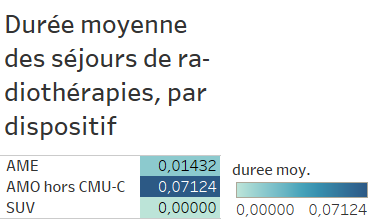 Durée moyenne
des séjours de ra-
diothérapies, par
dispositif
AME 0,01432
AMO hors CMU-C 0,07124
SUV 0,00000
duree moy.
0,00000 0,07124